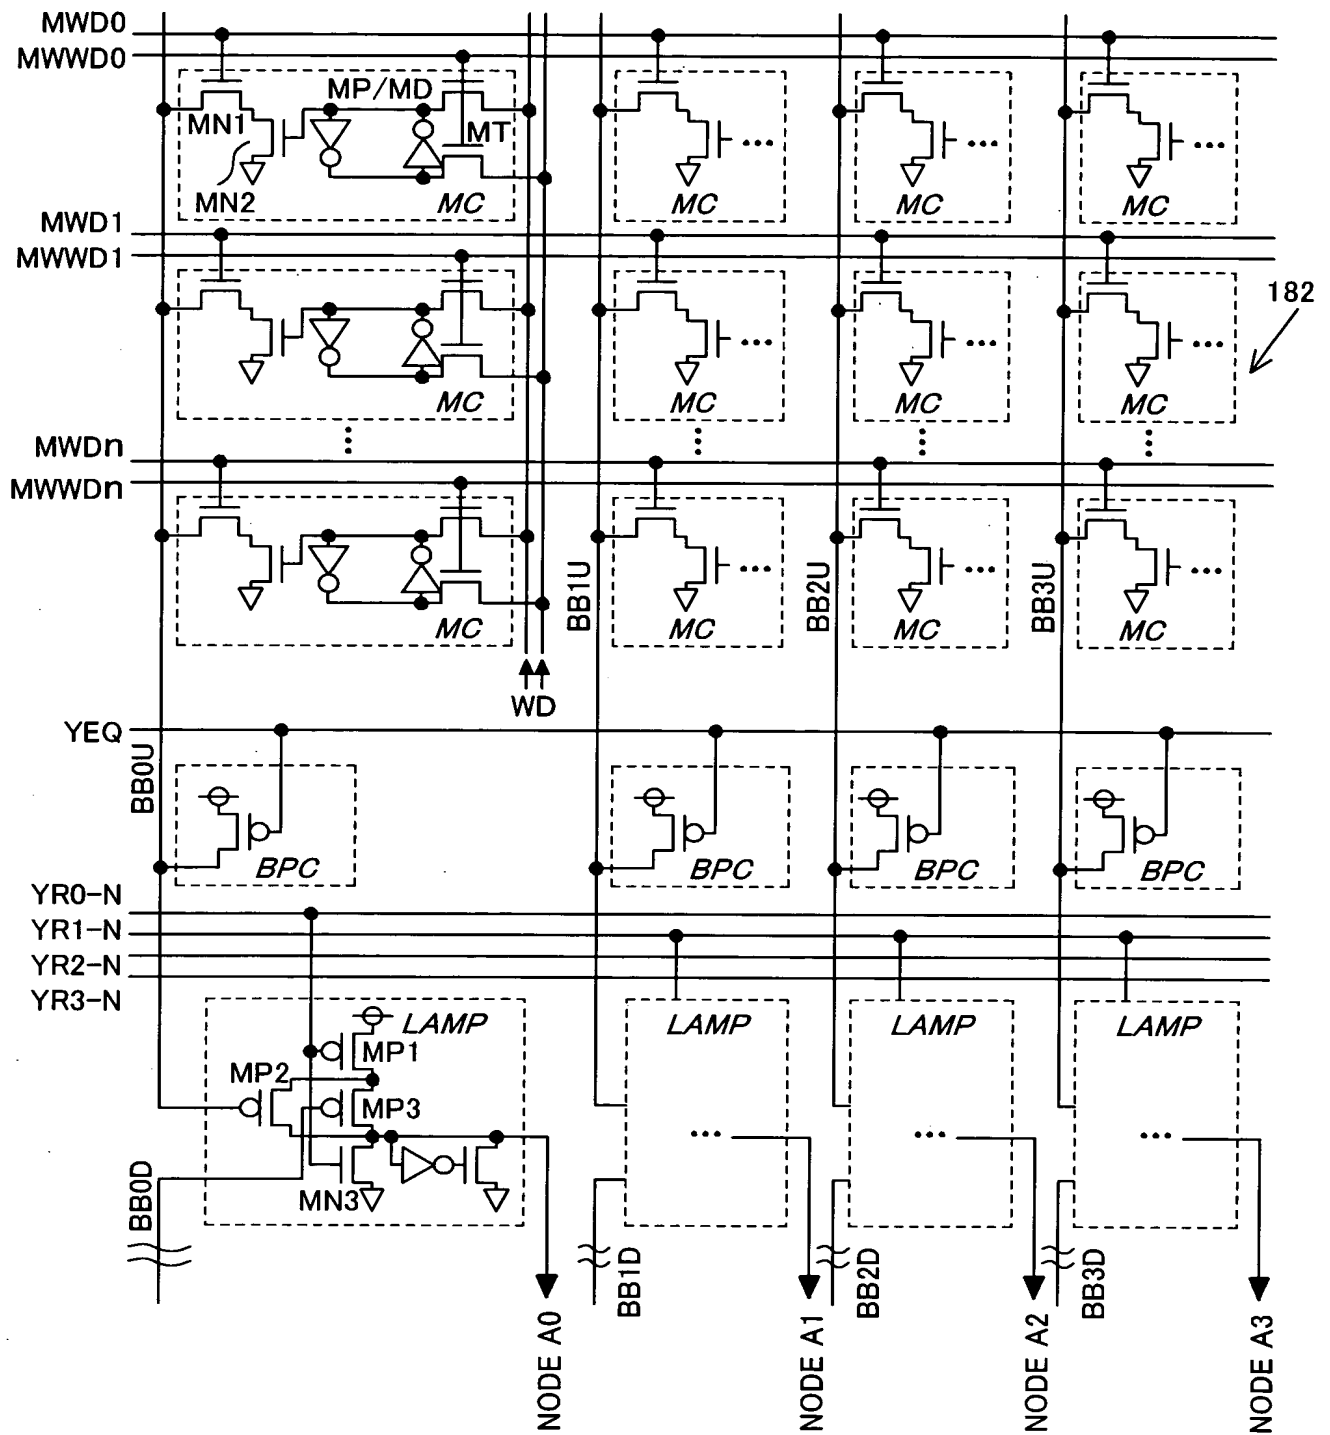 MWD0
MWWD0
MP/MD
MN1
MT
MN2
MC
MC
MC
MC
MWD1
MWWD1
182
MC
MC
MC
MC
MWDn
MWWDn
MC
MC
MC
MC
BB1U
BB2U
BB3U
WD
YEQ
BB0U
BPC
BPC
BPC
BPC
YR0-N
YR1-N
YR2-N
YR3-N
LAMP
LAMP
LAMP
LAMP
MP1
MP2
MP3
MN3
BB0D
BB1D
BB2D
BB3D
NODE A0
NODE A1
NODE A2
NODE A3